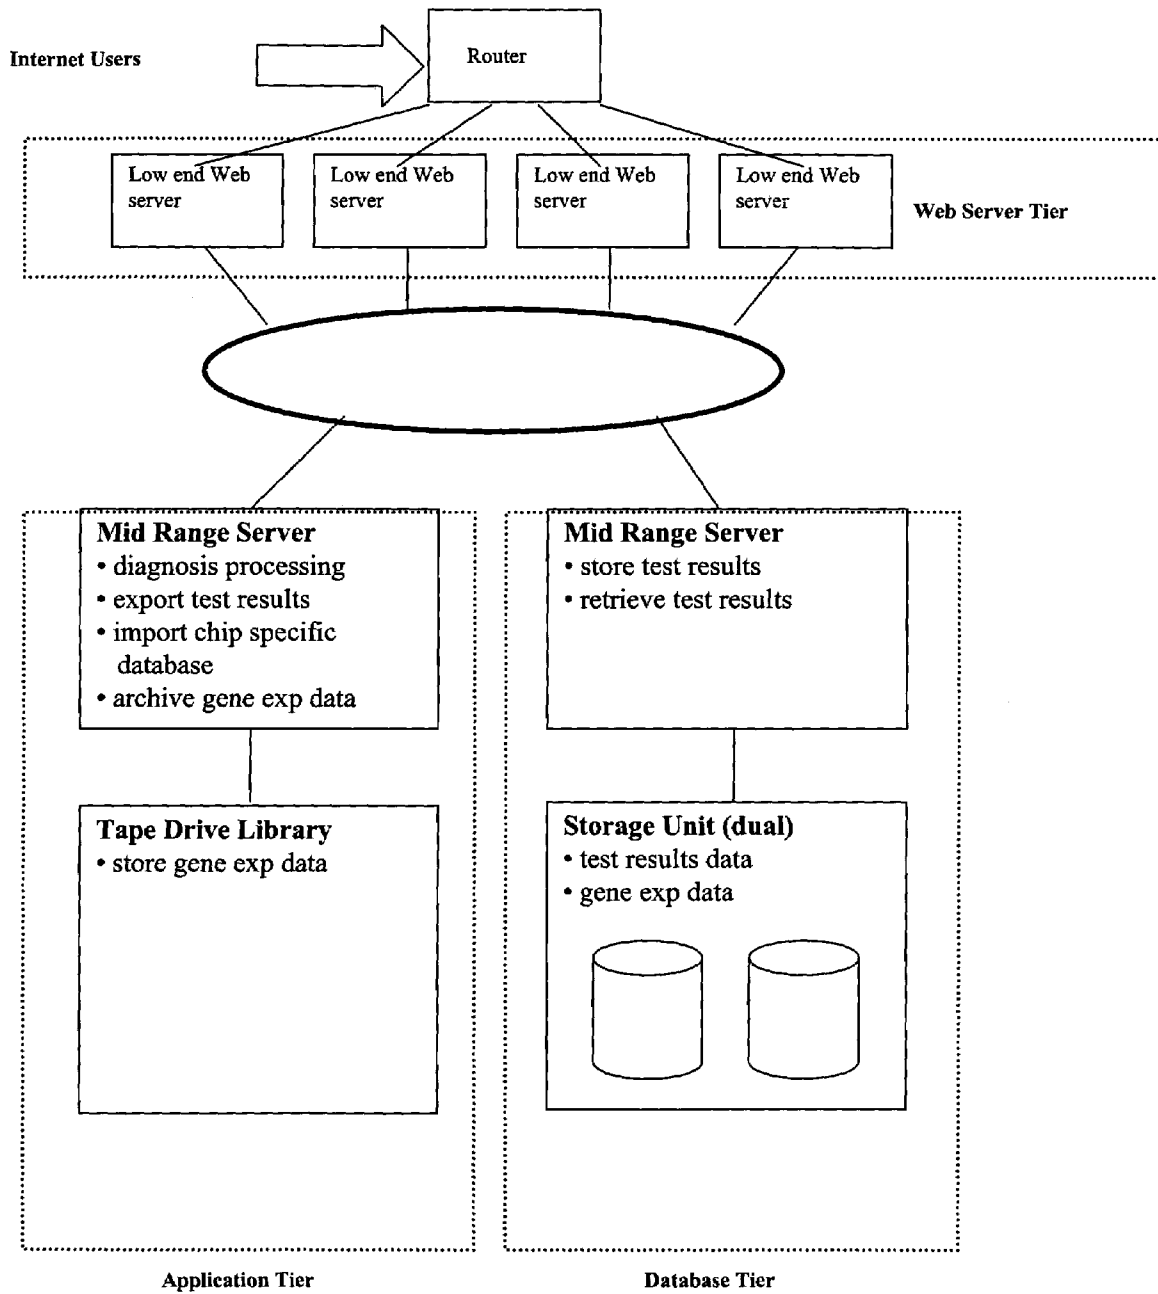 Internet Users
Router
Low end Web
server
Low end Web
server
Low end Web
server
Low end Web
server
Web Server Tier
Mid Range Server
• diagnosis processing
• export test results
• import chip specific
database
• archive gene exp data
Mid Range Server
• store test results
• retrieve test results
Tape Drive Library
• store gene exp data
Storage Unit (dual)
• test results data
• gene exp data
Application Tier
Database Tier